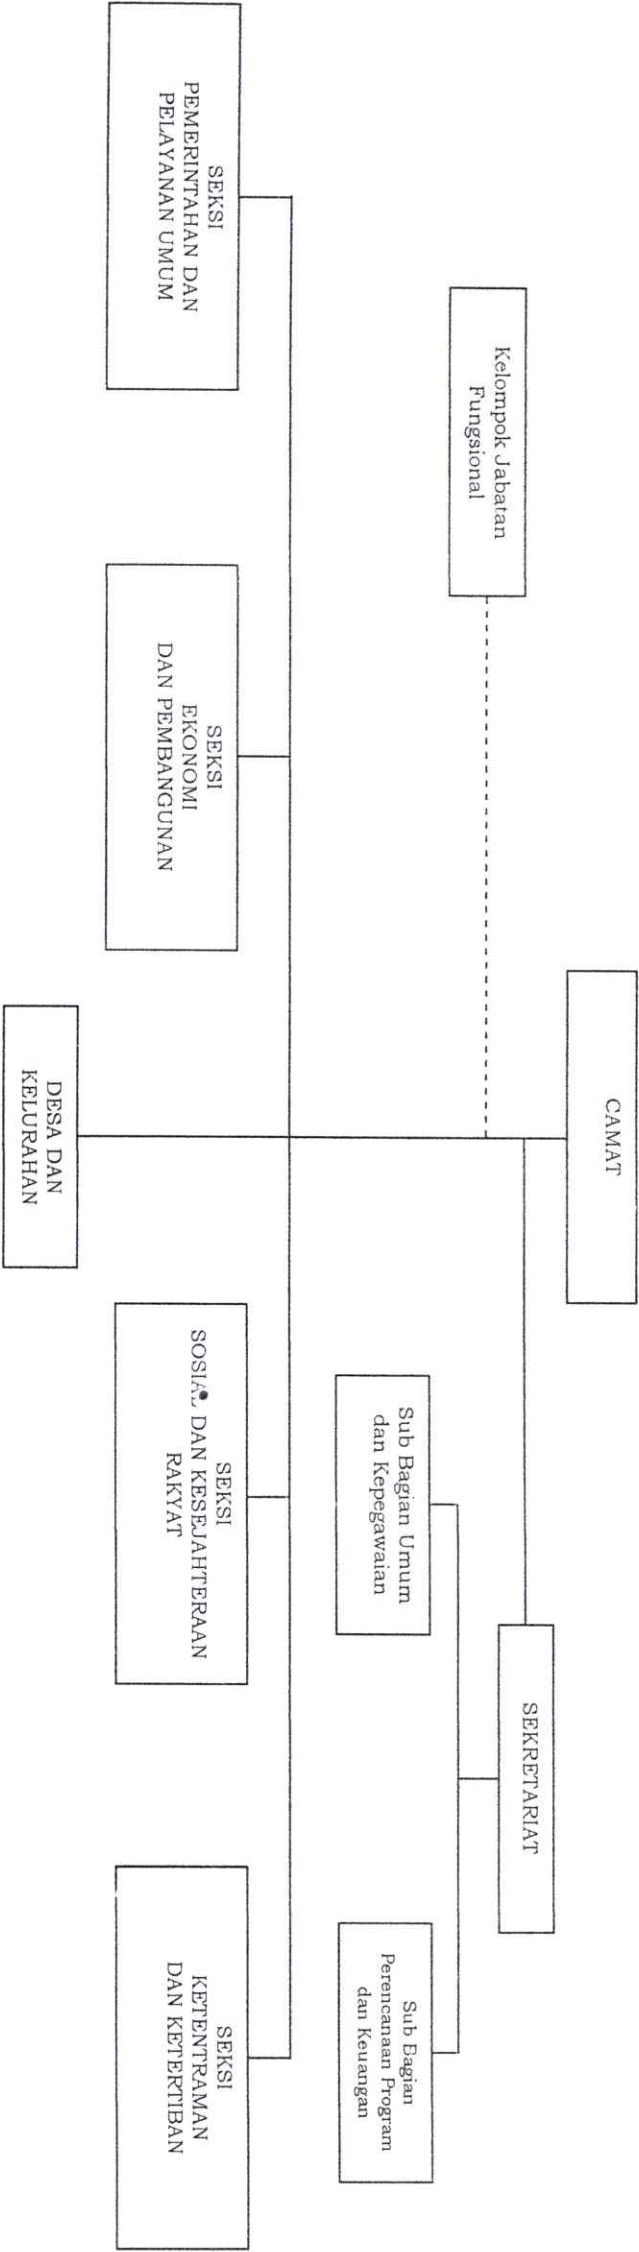 CAMAT
Kelompok Jabatan
Fungsional
SEKRETARIAT
Sub Bagian Umum
dan Kepegawaian
Sub Bagian
Perencanaan Program
dan Keuangan
SEKSI
PEMERINTAHAN DAN
PELAYANAN UMUM
SEKSI
EKONOMI
DAN PEMBANGUNAN
SEKSI
SOSIAL DAN KESEJAHTERAAN
RAKYAT
SEKSI
KETENTRAMAN
DAN KETERTIBAN
DESA DAN
KELURAHAN